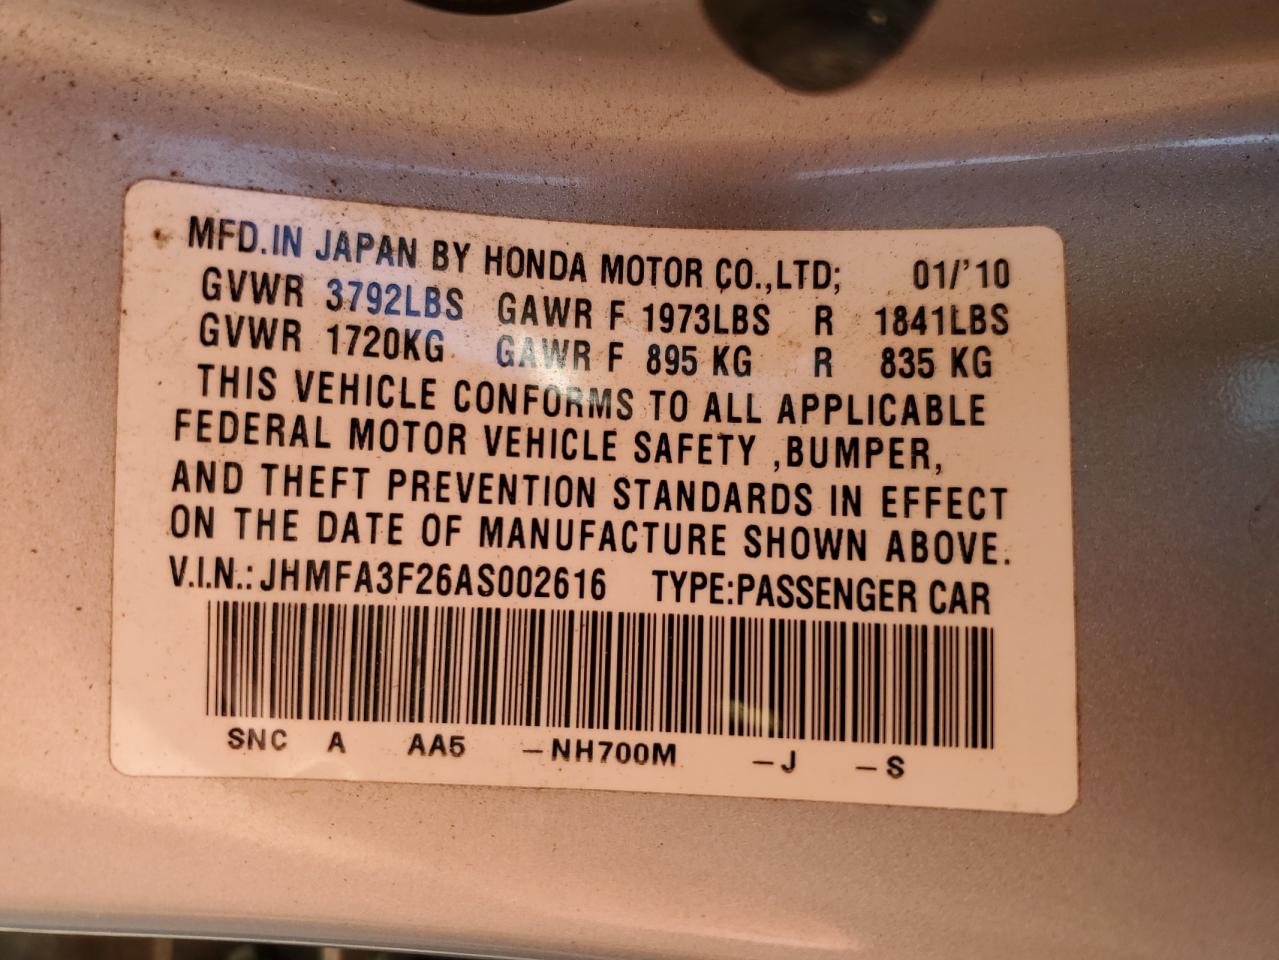 MFD.IN JAPAN BY HONDA MOTOR CO.,LTD; 01/'10
GVWR 3792LBS GAWR F 1973LBS R 1841LBS
GVWR 1720KG GAWR F 895 KG R 835 KG
THIS VEHICLE CONFORMS TO ALL APPLICABLE
FEDERAL MOTOR VEHICLE SAFETY ,BUMPER,
AND THEFT PREVENTION STANDARDS IN EFFECT
ON THE DATE OF MANUFACTURE SHOWN ABOVE.
V.I.N.: JHMFA3F26AS002616 TYPE:PASSENGER CAR
SNC A AA5 –NH700M –J –S